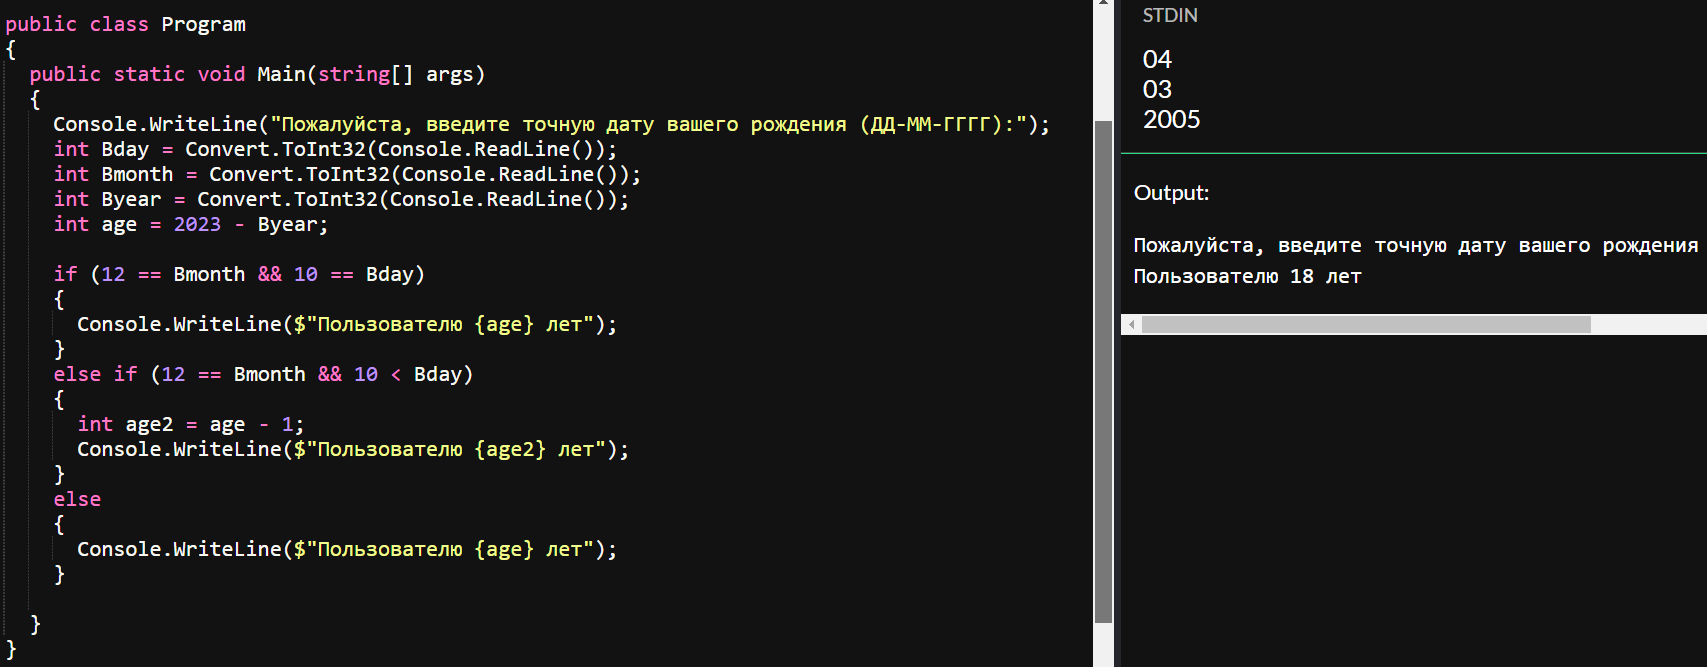 public class Program
{
  public static void Main(string[] args)
  {
    Console.WriteLine("Пожалуйста, введите точную дату вашего рождения (ДД-ММ-ГГГГ):");
    int Bday = Convert.ToInt32(Console.ReadLine());
    int Bmonth = Convert.ToInt32(Console.ReadLine());
    int Byear = Convert.ToInt32(Console.ReadLine());
    int age = 2023 - Byear;

    if (12 == Bmonth && 10 == Bday)
    {
      Console.WriteLine($"Пользователю {age} лет");
    }
    else if (12 == Bmonth && 10 < Bday)
    {
      int age2 = age - 1;
      Console.WriteLine($"Пользователю {age2} лет");
    }
    else
    {
      Console.WriteLine($"Пользователю {age} лет");
    }

  }
}
STDIN
04
03
2005
Output:
Пожалуйста, введите точную дату вашего рождения
Пользователю 18 лет